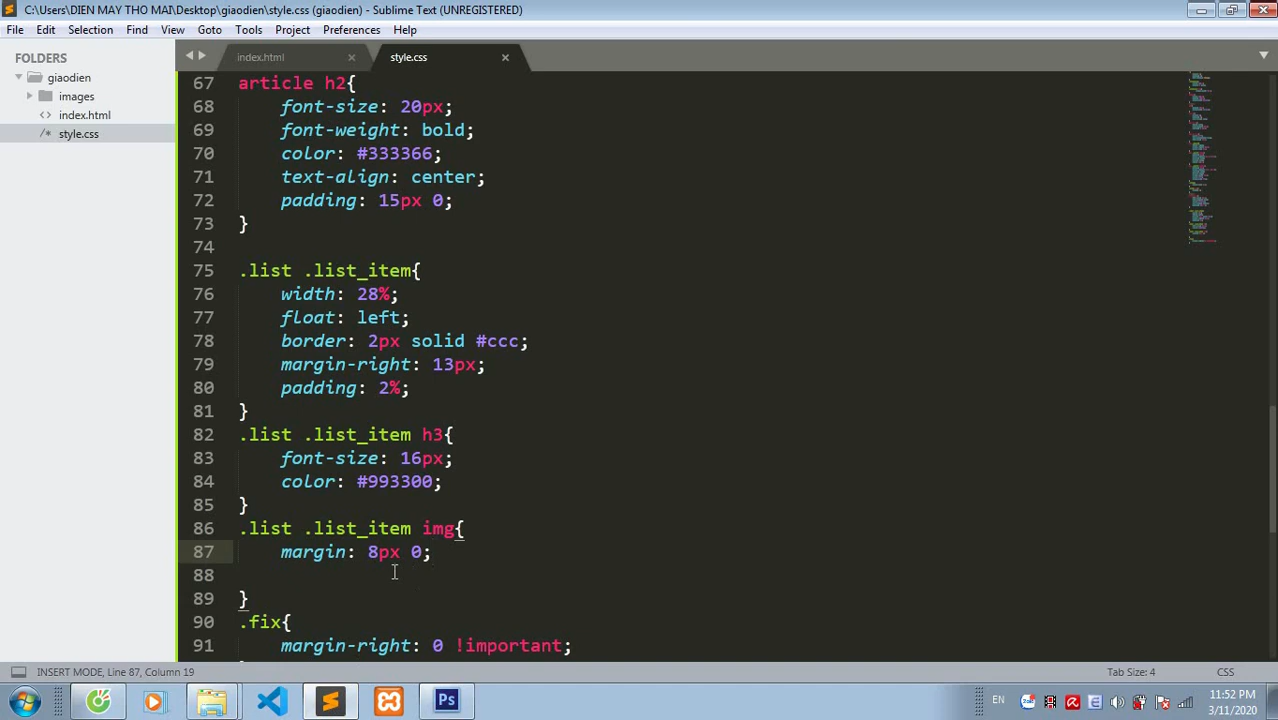 C:\Users\DIEN MAY THO MAI\Desktop\giaodien\style.css (giaodien) - Sublime Text (UNREGISTERED)
File Edit Selection Find View Goto Tools Project Preferences Help
FOLDERS
giaodien
images
index.html
/* style.css
index.html
style.css
67 article h2{
68 font-size: 20px;
69 font-weight: bold;
70 color: #333366;
71 text-align: center;
72 padding: 15px 0;
73 }
74
75 .list .list_item{
76 width: 28%;
77 float: left;
78 border: 2px solid #ccc;
79 margin-right: 13px;
80 padding: 2%;
81 }
82 .list .list_item h3{
83 font-size: 16px;
84 color: #993300;
85 }
86 .list .list_item img{
87 margin: 8px 0;
88
89 }
90 .fix{
91 margin-right: 0 !important;
INSERT MODE, Line 87, Column 19
Tab Size: 4 CSS
Ps
EN
Zalo
11:52 PM
3/11/2020